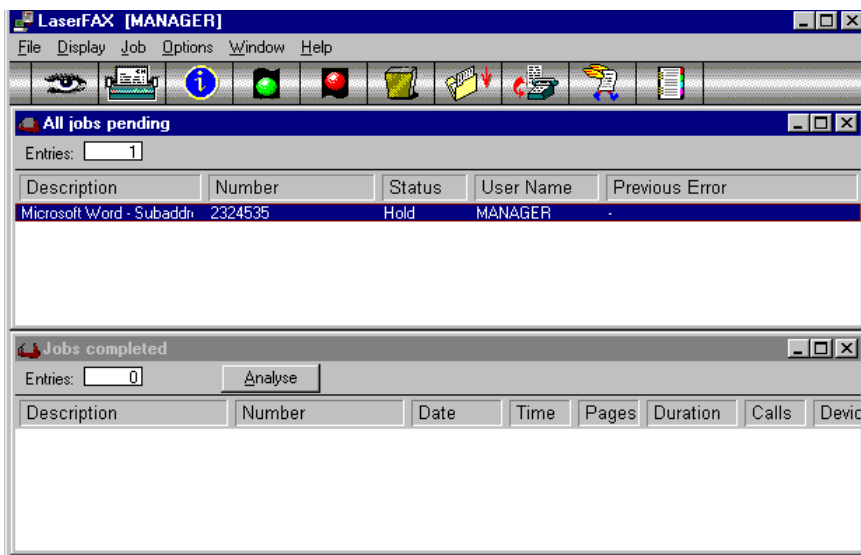 LaserFAX [MANAGER]
File Display Job Options Window Help
All jobs pending
Entries: 1
Description Number Status User Name Previous Error
Microsoft Word - Subaddr 2324535 Hold MANAGER -
Jobs completed
Entries: 0 Analyse
Description Number Date Time Pages Duration Calls Devic